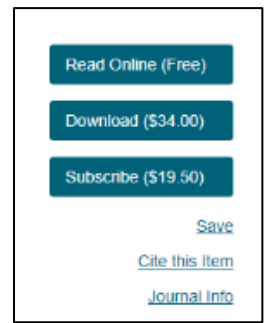 Read Online (Free)
Download ($34.00)
Subscribe ($19.50)
Save
Cite this Item
Journal Info